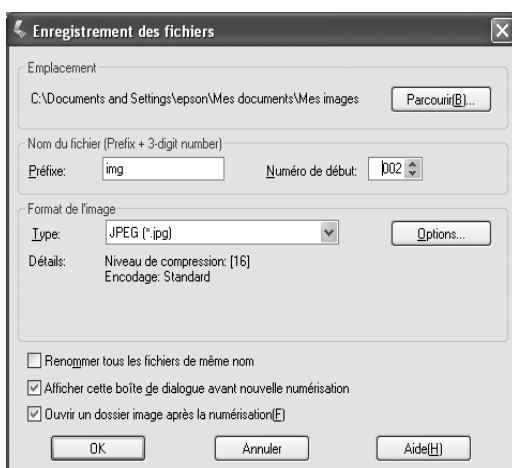 Enregistrement des fichiers
Emplacement
C:\Documents and Settings\epson\Mes documents\Mes images
Parcourir(B)...
Nom du fichier (Prefix + 3-digit number)
Préfixe: img Numéro de début: 002
Format de l'image
Type: JPEG (*.jpg) Options...
Détails: Niveau de compression: [16]
Encodage: Standard
Renommer tous les fichiers de même nom
Afficher cette boîte de dialogue avant nouvelle numérisation
Ouvrir un dossier image après la numérisation(F)
OK Annuler Aide(H)